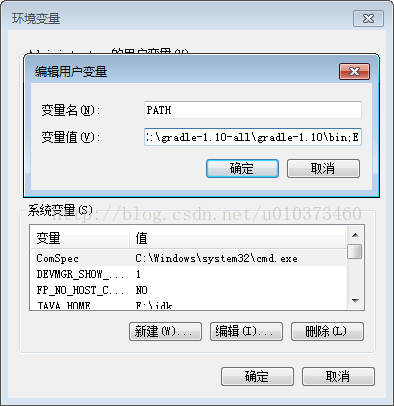 环境变量
的用户变量(U)
编辑用户变量
变量名(N): PATH
变量值(V): :\gradle-1.10-all\gradle-1.10\bin;E
确定 取消
系统变量(S)
http://blog.csdn.net/u010373460
变量 值
ComSpec C:\Windows\system32\cmd.exe
DEVMGR_SHOW_... 1
FP_NO_HOST_C... NO
JAVA_HOME E:\jdk
新建(W)... 编辑(I)... 删除(L)
确定 取消